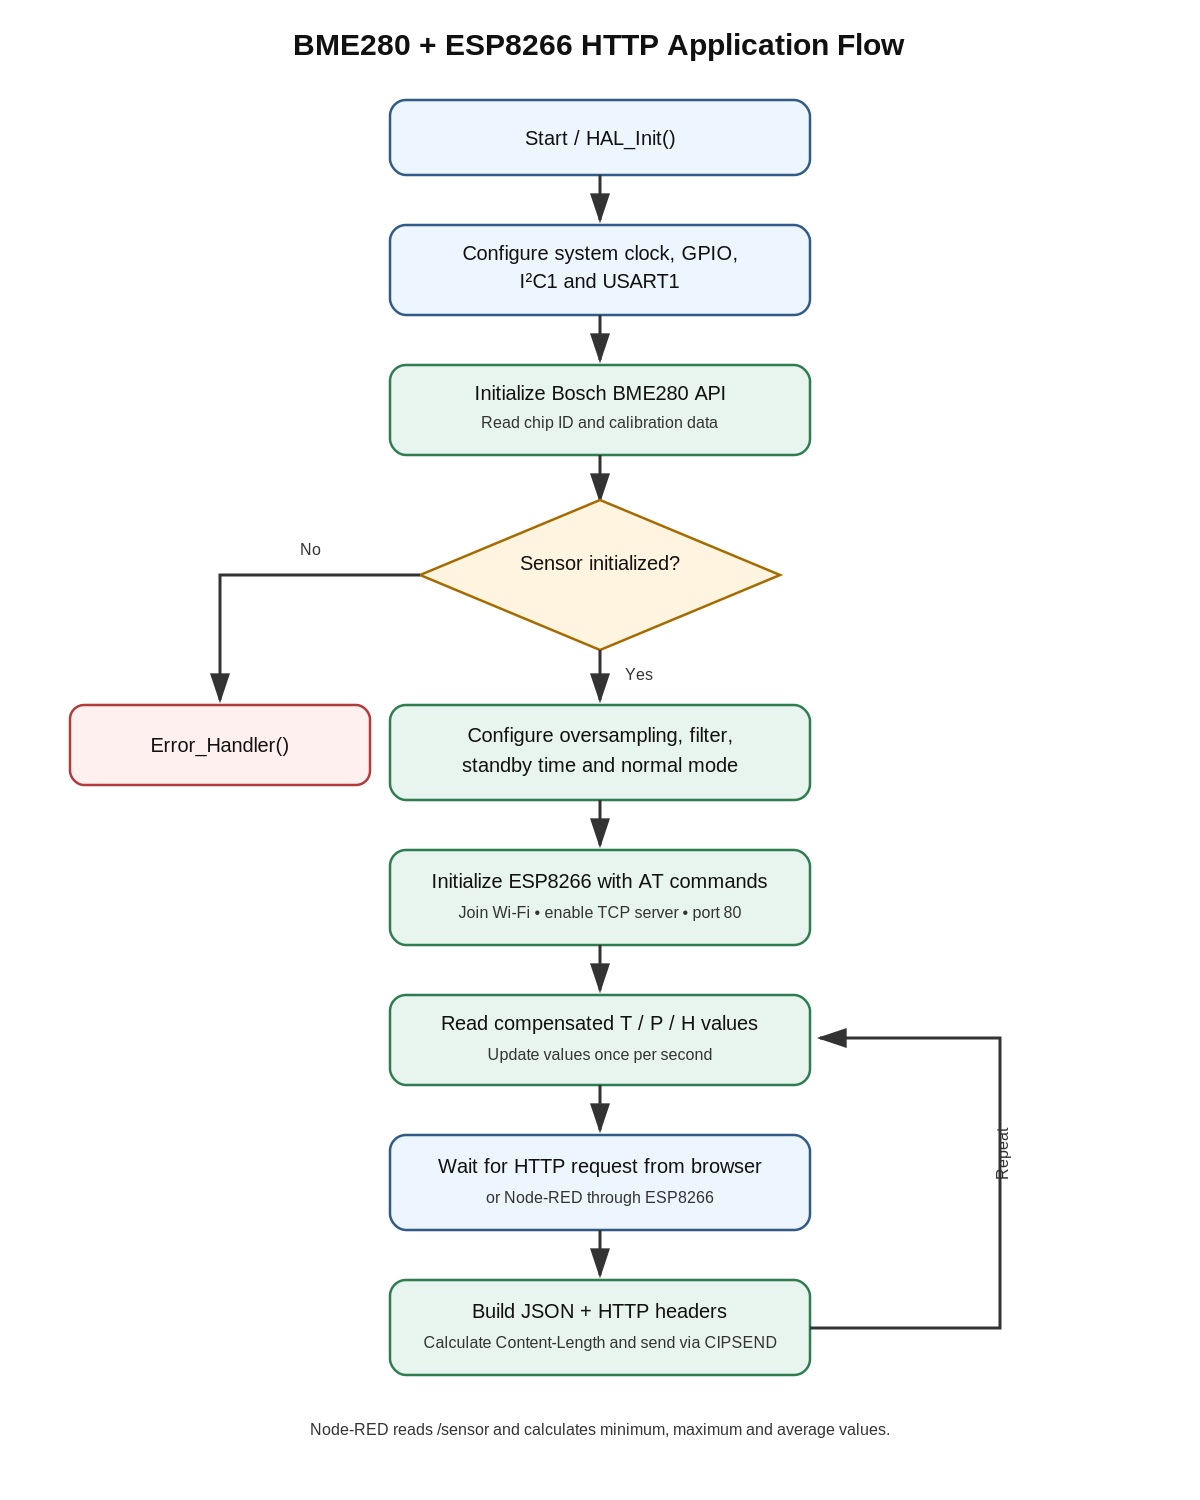 BME280 + ESP8266 HTTP Application Flow
Start / HAL_Init()
Configure system clock, GPIO,
I²C1 and USART1
Initialize Bosch BME280 API
Read chip ID and calibration data
Sensor initialized?
No
Yes
Error_Handler()
Configure oversampling, filter,
standby time and normal mode
Initialize ESP8266 with AT commands
Join Wi-Fi • enable TCP server • port 80
Read compensated T / P / H values
Update values once per second
Repeat
Wait for HTTP request from browser
or Node-RED through ESP8266
Build JSON + HTTP headers
Calculate Content-Length and send via CIPSEND
Node-RED reads /sensor and calculates minimum, maximum and average values.